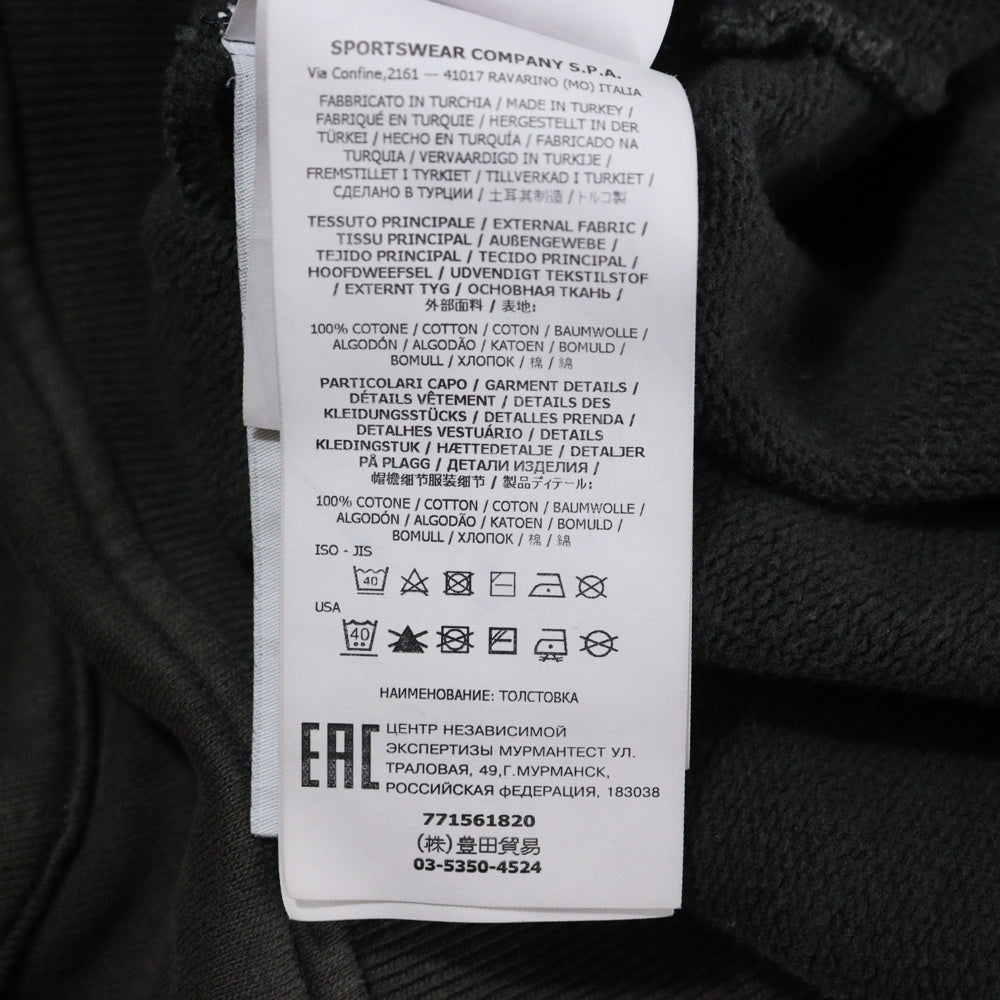 SPORTSWEAR COMPANY S.P.A.
Via Confine,2161 — 41017 RAVARINO (MO) ITALIA
FABBRICATO IN TURCHIA / MADE IN TURKEY /
FABRIQUÉ EN TURQUIE / HERGESTELLT IN DER
TÜRKEI / HECHO EN TURQUÍA / FABRICADO NA
TURQUIA / VERVAARDIGD IN TURKIJE /
FREMSTILLET I TYRKIET / TILLVERKAD I TURKIET /
СДЕЛАНО В ТУРЦИИ / 土耳其制造 / トルコ製
TESSUTO PRINCIPALE / EXTERNAL FABRIC /
TISSU PRINCIPAL / AUßENGEWEBE /
TEJIDO PRINCIPAL / TECIDO PRINCIPAL /
HOOFDWEEFSEL / UDVENDIGT TEKSTILSTOF
/ EXTERNT TYG / ОСНОВНАЯ ТКАНЬ /
外部面料 / 表地:
100% COTONE / COTTON / COTON / BAUMWOLLE /
ALGODÓN / ALGODÃO / KATOEN / BOMULD /
BOMULL / ХЛОПОК / 棉 / 綿
PARTICOLARI CAPO / GARMENT DETAILS /
DÉTAILS VÊTEMENT / DETAILS DES
KLEIDUNGSSTÜCKS / DETALLES PRENDA /
DETALHES VESTUÁRIO / DETAILS
KLEDINGSTUK / HÆTTEDETALJE / DETALJER
PÅ PLAGG / ДЕТАЛИ ИЗДЕЛИЯ /
帽檐细节服装细节 / 製品ディテール:
100% COTONE / COTTON / COTON / BAUMWOLLE /
ALGODÓN / ALGODÃO / KATOEN / BOMULD /
BOMULL / ХЛОПОК / 棉 / 綿
ISO - JIS
40
USA
40
НАИМЕНОВАНИЕ: ТОЛСТОВКА
EAC
ЦЕНТР НЕЗАВИСИМОЙ
ЭКСПЕРТИЗЫ МУРМАНТЕСТ УЛ.
ТРАЛОВАЯ, 49,Г.МУРМАНСК,
РОССИЙСКАЯ ФЕДЕРАЦИЯ, 183038
771561820
(株)豊田貿易
03-5350-4524